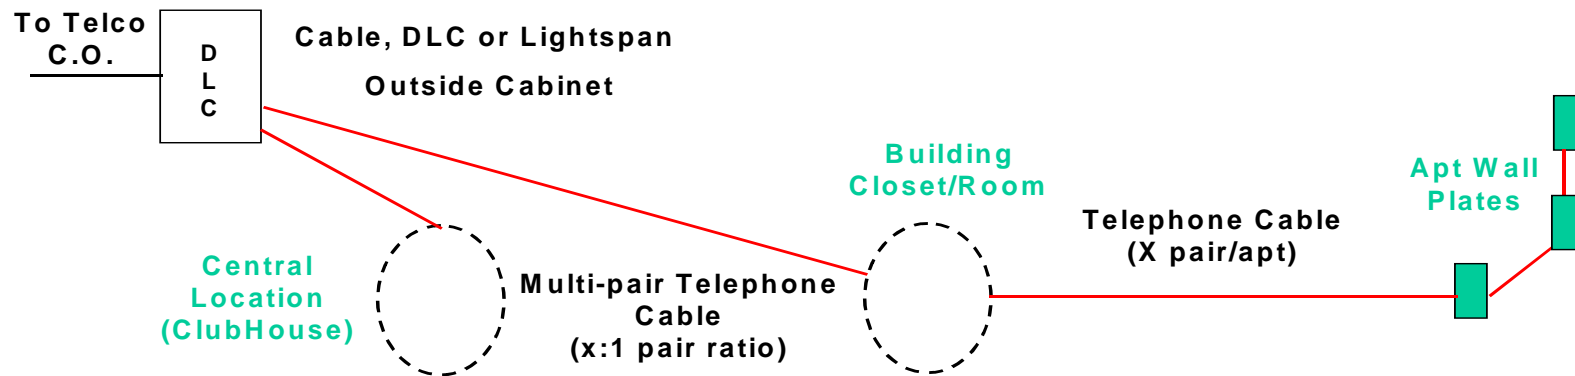 To Telco
C.O.
D
L
C
Cable, DLC or Lightspan
Outside Cabinet
Building
Closet/Room
Apt Wall
Plates
Telephone Cable
(X pair/apt)
Central
Location
(ClubHouse)
Multi-pair Telephone
Cable
(x:1 pair ratio)